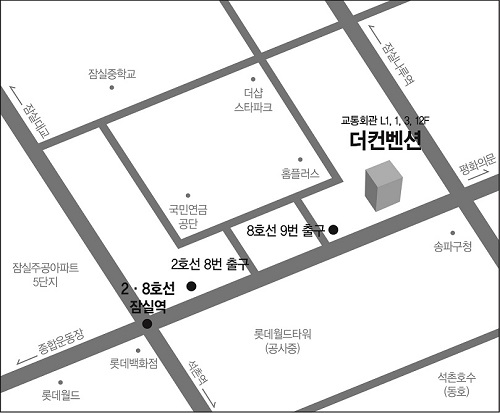 잠실중학교
더샵
스타파크
잠실나루역
교통회관 L1, 1, 3, 12F
더컨벤션
잠실대교
홈플러스
평화의문
국민연금
공단
8호선 9번 출구
송파구청
2호선 8번 출구
잠실주공아파트
5단지
2·8호선
잠실역
종합운동장
롯데월드타워
(공사중)
롯데백화점
석촌역
롯데월드
석촌호수
(동호)